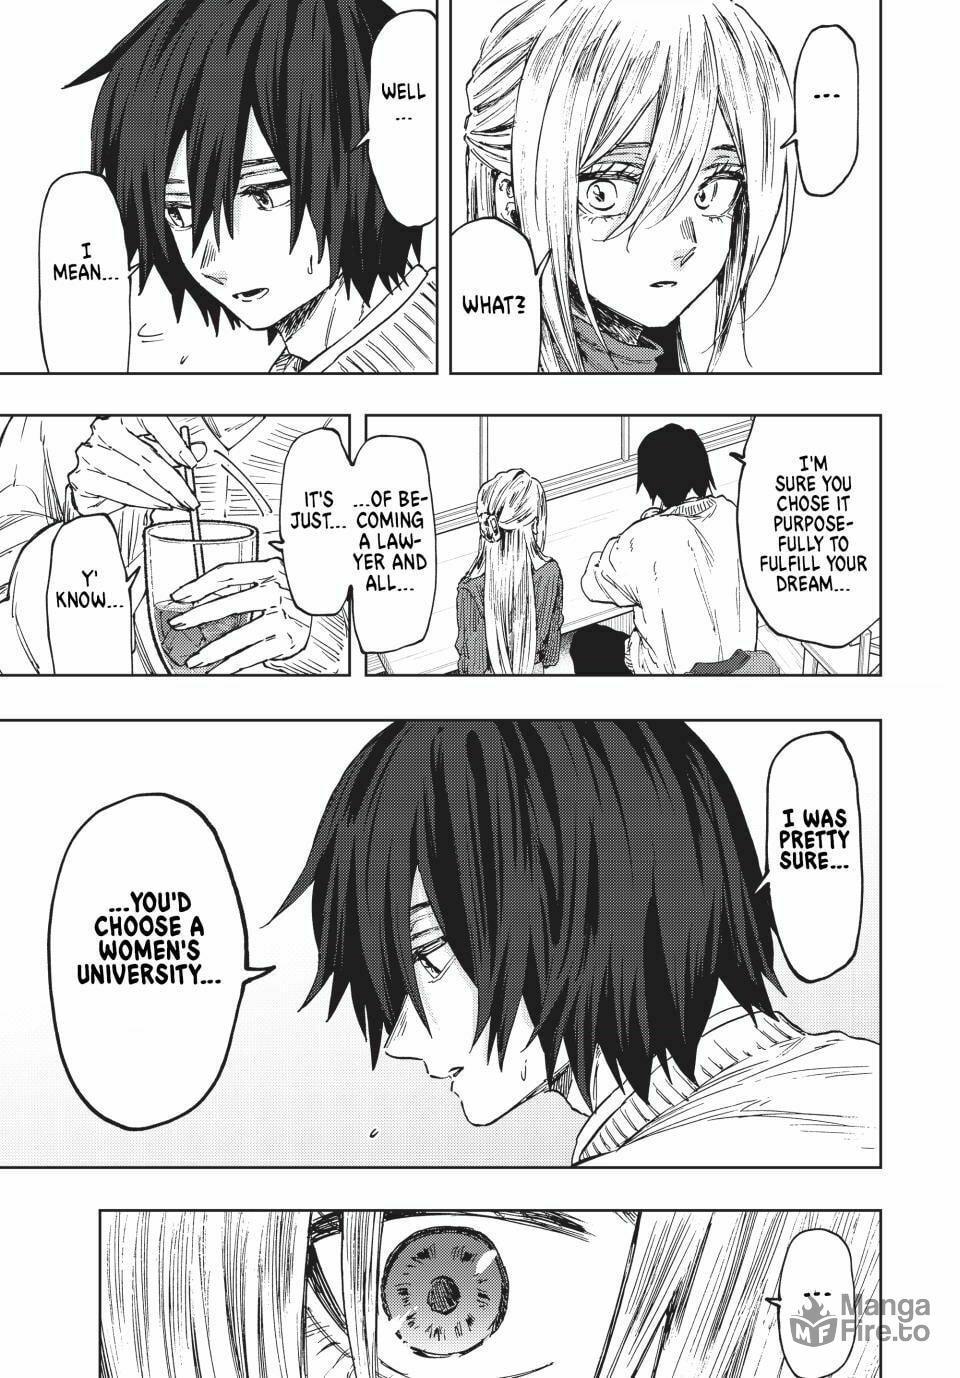 ...
WHAT?
WELL
...
I
MEAN...
I'M
SURE YOU
CHOSE IT
PURPOSE-
FULLY TO
FULFILL YOUR
DREAM...
...OF BE-
COMING
A LAW-
YER AND
ALL...
IT'S
JUST...
Y'
KNOW...
I WAS
PRETTY
SURE...
...YOU'D
CHOOSE A
WOMEN'S
UNIVERSITY...
...
Manga
MF Fire.to